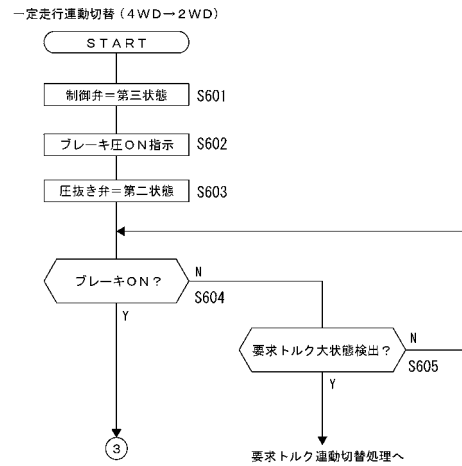 一定走行連動切替（４ＷＤ→２ＷＤ）
ＳＴＡＲＴ
制御弁＝第三状態 S601
ブレーキ圧ＯＮ指示 S602
圧抜き弁＝第二状態 S603
ブレーキＯＮ？ N
S604
Y
要求トルク大状態検出？ N
S605
Y
3
要求トルク連動切替処理へ